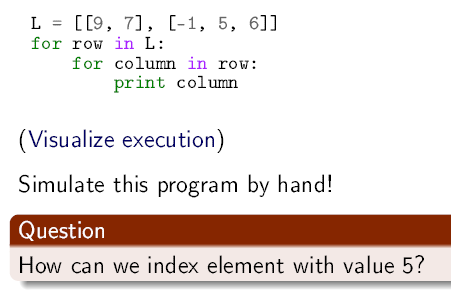 L = [[9, 7], [-1, 5, 6]]
for row in L:
    for column in row:
        print column
(Visualize execution)
Simulate this program by hand!
Question
How can we index element with value 5?